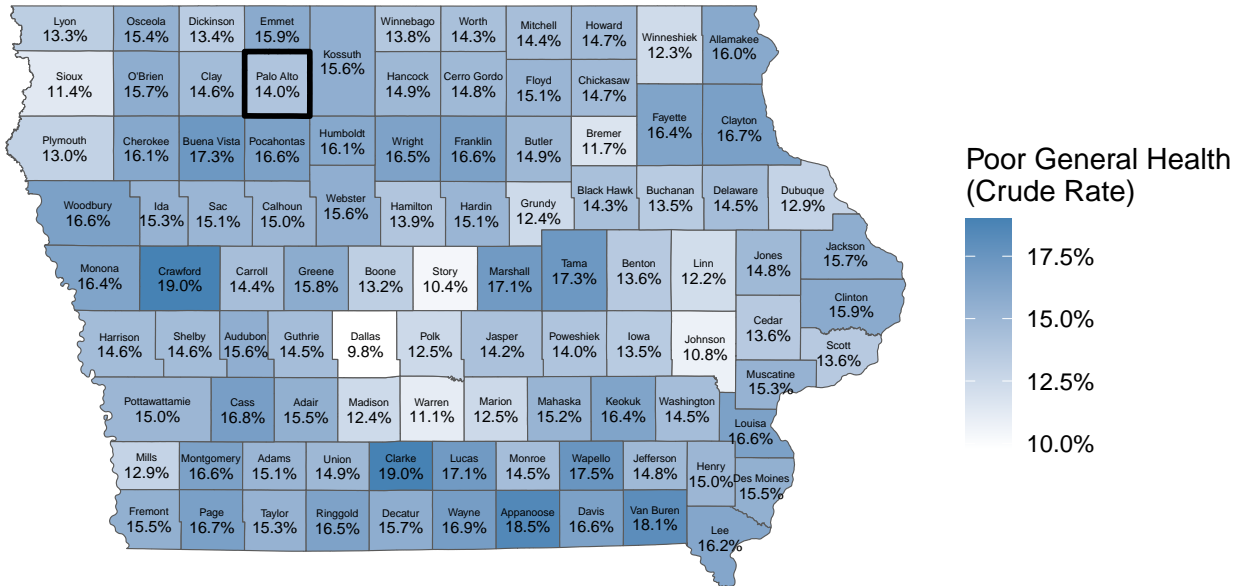 Lyon
13.3%
Osceola
15.4%
Dickinson
13.4%
Emmet
15.9%
Kossuth
15.6%
Winnebago
13.8%
Worth
14.3%
Mitchell
14.4%
Howard
14.7%
Winneshiek
12.3%
Allamakee
16.0%
Sioux
11.4%
O'Brien
15.7%
Clay
14.6%
Palo Alto
14.0%
Hancock
14.9%
Cerro Gordo
14.8%
Floyd
15.1%
Chickasaw
14.7%
Fayette
16.4%
Clayton
16.7%
Plymouth
13.0%
Cherokee
16.1%
Buena Vista
17.3%
Pocahontas
16.6%
Humboldt
16.1%
Wright
16.5%
Franklin
16.6%
Butler
14.9%
Bremer
11.7%
Woodbury
16.6%
Ida
15.3%
Sac
15.1%
Calhoun
15.0%
Webster
15.6%
Hamilton
13.9%
Hardin
15.1%
Grundy
12.4%
Black Hawk
14.3%
Buchanan
13.5%
Delaware
14.5%
Dubuque
12.9%
Monona
16.4%
Crawford
19.0%
Carroll
14.4%
Greene
15.8%
Boone
13.2%
Story
10.4%
Marshall
17.1%
Tama
17.3%
Benton
13.6%
Linn
12.2%
Jones
14.8%
Jackson
15.7%
Clinton
15.9%
Harrison
14.6%
Shelby
14.6%
Audubon
15.6%
Guthrie
14.5%
Dallas
9.8%
Polk
12.5%
Jasper
14.2%
Poweshiek
14.0%
Iowa
13.5%
Johnson
10.8%
Cedar
13.6%
Scott
13.6%
Muscatine
15.3%
Pottawattamie
15.0%
Cass
16.8%
Adair
15.5%
Madison
12.4%
Warren
11.1%
Marion
12.5%
Mahaska
15.2%
Keokuk
16.4%
Washington
14.5%
Louisa
16.6%
Mills
12.9%
Montgomery
16.6%
Adams
15.1%
Union
14.9%
Clarke
19.0%
Lucas
17.1%
Monroe
14.5%
Wapello
17.5%
Jefferson
14.8%
Henry
15.0%
Des Moines
15.5%
Fremont
15.5%
Page
16.7%
Taylor
15.3%
Ringgold
16.5%
Decatur
15.7%
Wayne
16.9%
Appanoose
18.5%
Davis
16.6%
Van Buren
18.1%
Lee
16.2%
Poor General Health
(Crude Rate)
17.5%
15.0%
12.5%
10.0%